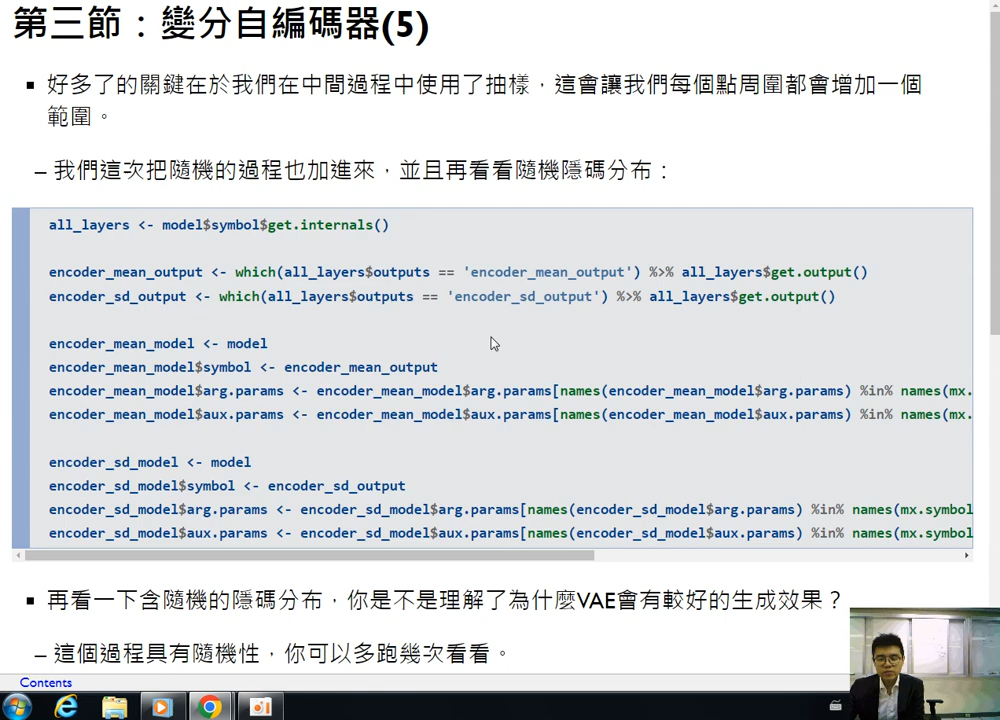 第三節：變分自編碼器(5)
▪ 好多了的關鍵在於我們在中間過程中使用了抽樣，這會讓我們每個點周圍都會增加一個
範圍。
– 我們這次把隨機的過程也加進來，並且再看看隨機隱碼分布：
all_layers <- model$symbol$get.internals()
encoder_mean_output <- which(all_layers$outputs == 'encoder_mean_output') %>% all_layers$get.output()
encoder_sd_output <- which(all_layers$outputs == 'encoder_sd_output') %>% all_layers$get.output()
encoder_mean_model <- model
encoder_mean_model$symbol <- encoder_mean_output
encoder_mean_model$arg.params <- encoder_mean_model$arg.params[names(encoder_mean_model$arg.params) %in% names(mx.
encoder_mean_model$aux.params <- encoder_mean_model$aux.params[names(encoder_mean_model$aux.params) %in% names(mx.
encoder_sd_model <- model
encoder_sd_model$symbol <- encoder_sd_output
encoder_sd_model$arg.params <- encoder_sd_model$arg.params[names(encoder_sd_model$arg.params) %in% names(mx.symbol
encoder_sd_model$aux.params <- encoder_sd_model$aux.params[names(encoder_sd_model$aux.params) %in% names(mx.symbol
▪ 再看一下含隨機的隱碼分布，你是不是理解了為什麼VAE會有較好的生成效果？
– 這個過程具有隨機性，你可以多跑幾次看看。
Contents